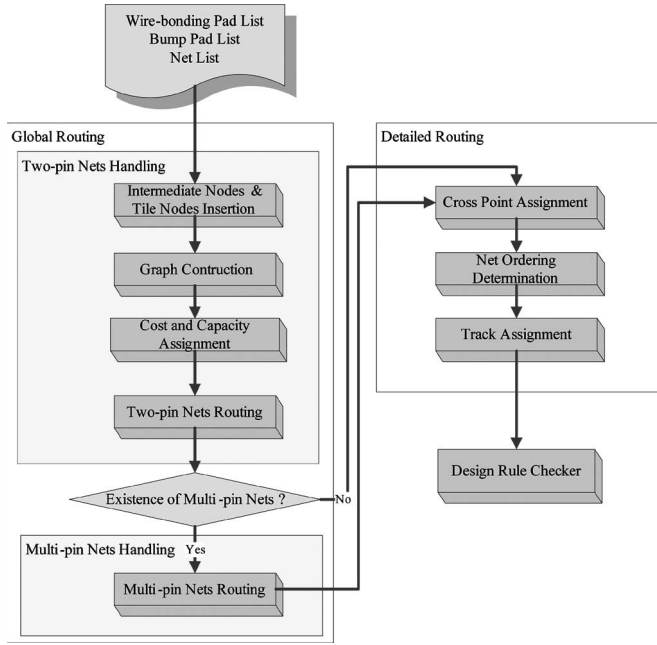 Wire-bonding Pad List
Bump Pad List
Net List
Global Routing
Two-pin Nets Handling
Intermediate Nodes &
Tile Nodes Insertion
Graph Contruction
Cost and Capacity
Assignment
Two-pin Nets Routing
Existence of Multi-pin Nets ?
No
Yes
Multi-pin Nets Handling
Multi-pin Nets Routing
Detailed Routing
Cross Point Assignment
Net Ordering
Determination
Track Assignment
Design Rule Checker